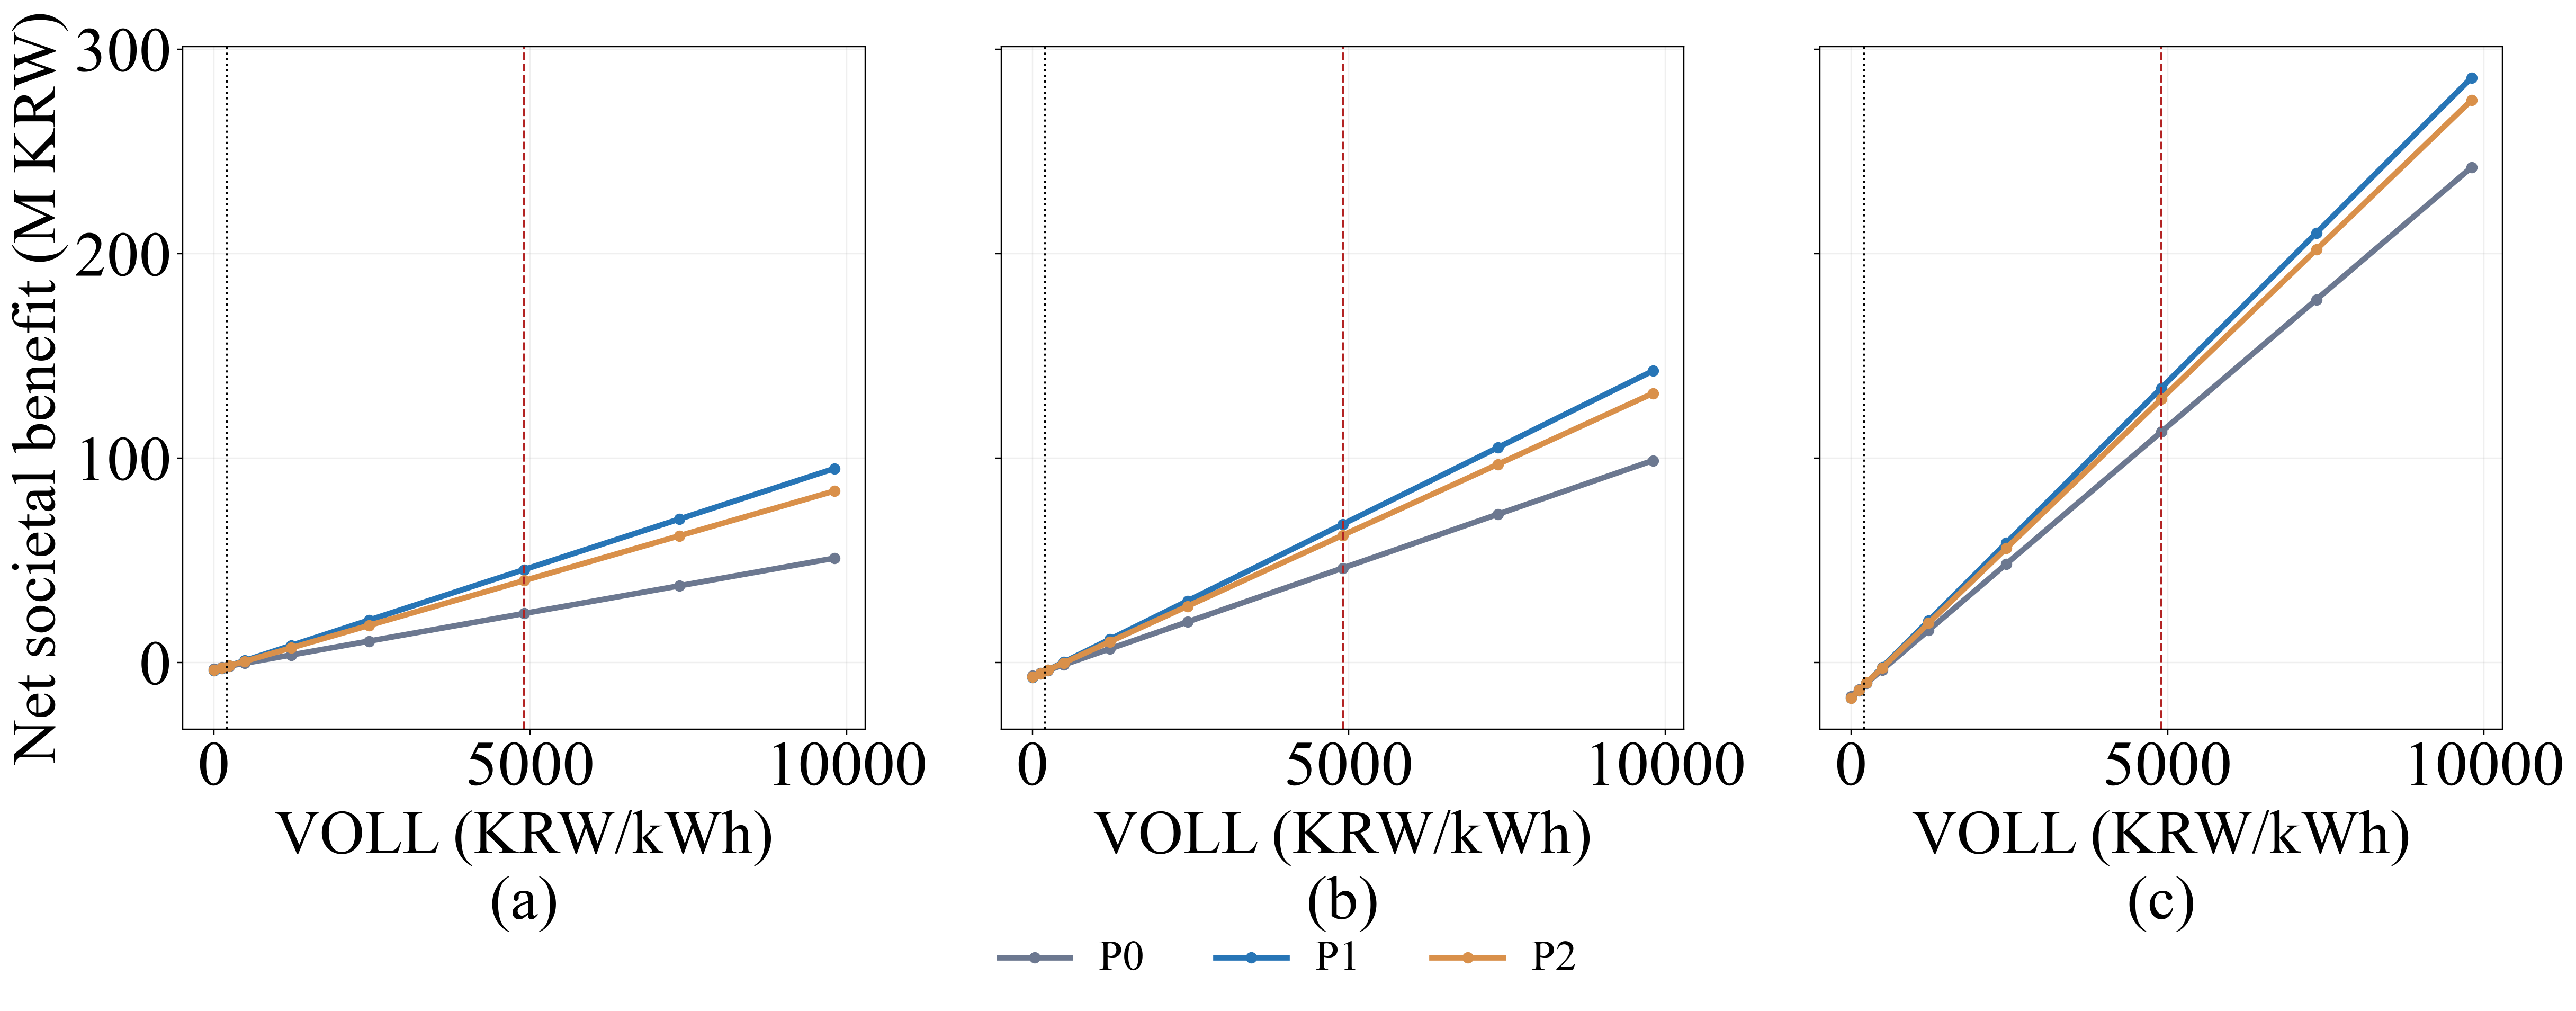 Net societal benefit (M KRW)
300
200
100
0
0 5000 10000
0 5000 10000
0 5000 10000
VOLL (KRW/kWh)
VOLL (KRW/kWh)
VOLL (KRW/kWh)
(a)
(b)
(c)
P0 P1 P2